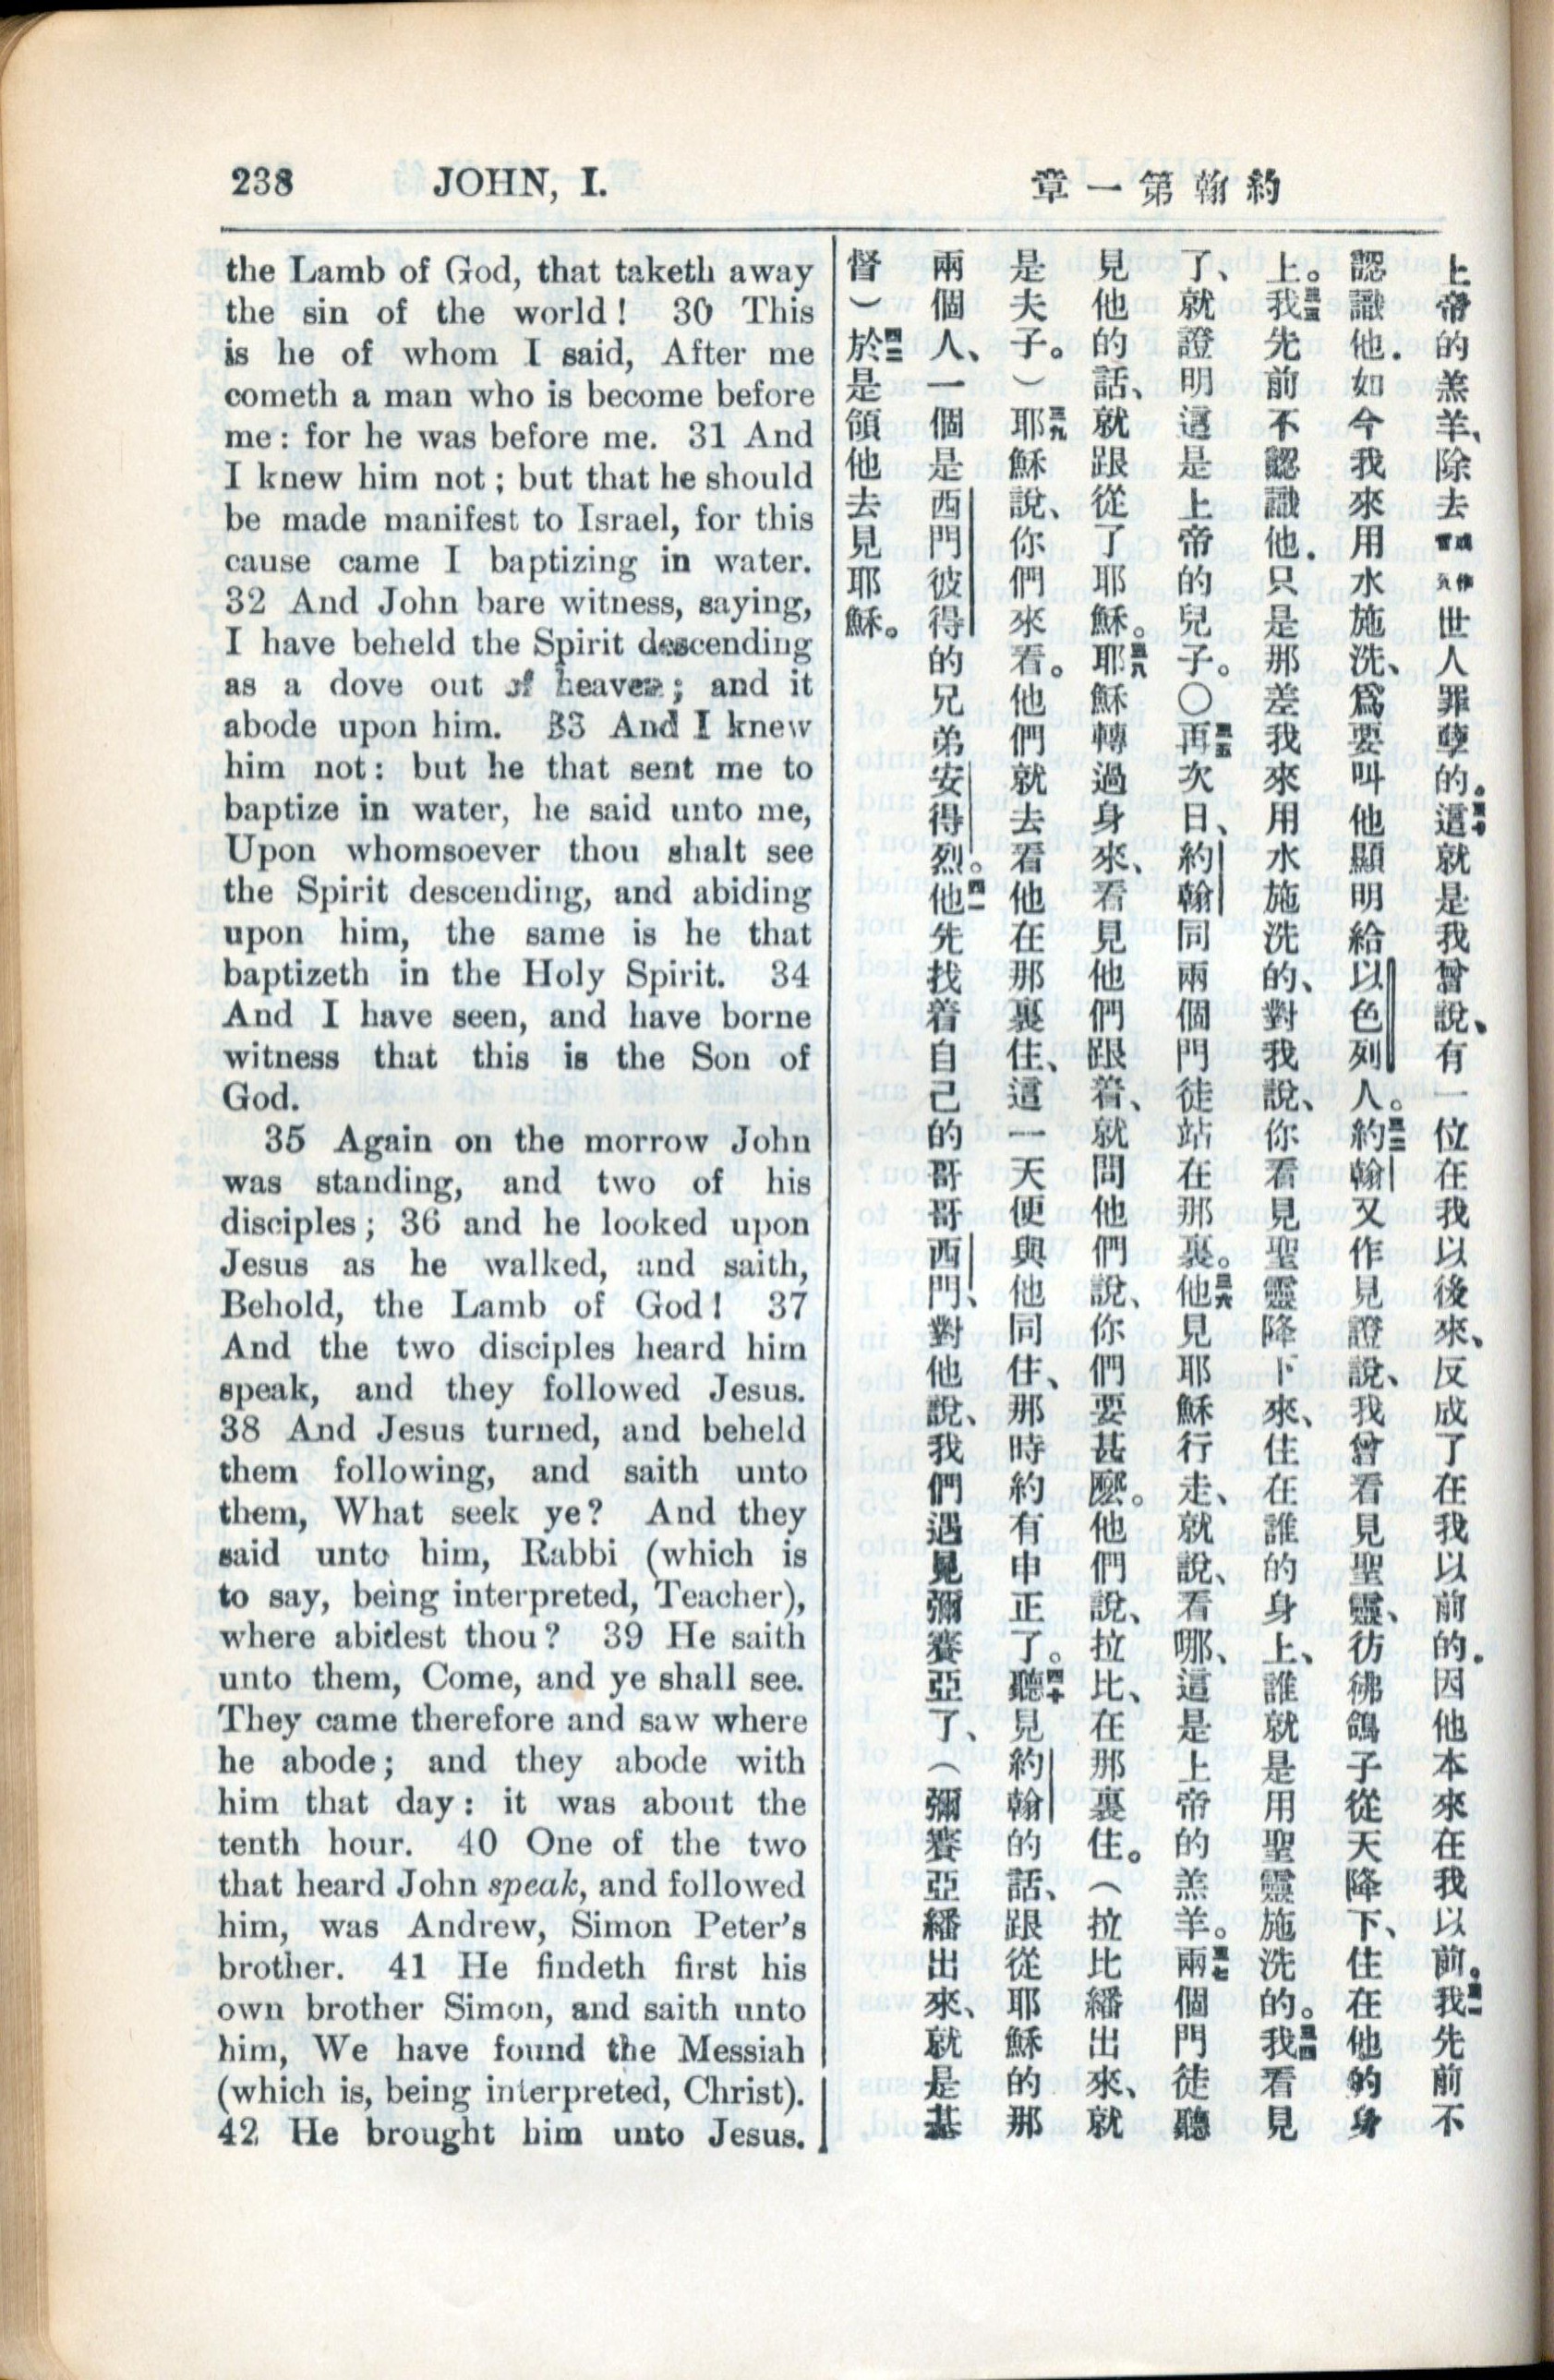 238 JOHN, I.
章一第翰約
the Lamb of God, that taketh away
the sin of the world! 30 This
is he of whom I said, After me
cometh a man who is become before
me: for he was before me. 31 And
I knew him not; but that he should
be made manifest to Israel, for this
cause came I baptizing in water.
32 And John bare witness, saying,
I have beheld the Spirit descending
as a dove out of heaven; and it
abode upon him. 33 And I knew
him not: but he that sent me to
baptize in water, he said unto me,
Upon whomsoever thou shalt see
the Spirit descending, and abiding
upon him, the same is he that
baptizeth in the Holy Spirit. 34
And I have seen, and have borne
witness that this is the Son of
God.
35 Again on the morrow John
was standing, and two of his
disciples; 36 and he looked upon
Jesus as he walked, and saith,
Behold, the Lamb of God! 37
And the two disciples heard him
speak, and they followed Jesus.
38 And Jesus turned, and beheld
them following, and saith unto
them, What seek ye? And they
said unto him, Rabbi (which is
to say, being interpreted, Teacher),
where abidest thou? 39 He saith
unto them, Come, and ye shall see.
They came therefore and saw where
he abode; and they abode with
him that day: it was about the
tenth hour. 40 One of the two
that heard John speak, and followed
him, was Andrew, Simon Peter's
brother. 41 He findeth first his
own brother Simon, and saith unto
him, We have found the Messiah
(which is, being interpreted, Christ).
42 He brought him unto Jesus.
上帝的羔羊、除去世人罪孽的。三十這就是我曾說、有一位在我以後來、反成了在我以前的．因他本來在我以前。三一我先前不
認識他．如今我來用水施洗、爲要叫他顯明給以色列人。三二約翰又作見證說、我曾看見聖靈、彷彿鴿子從天降下、住在他的身
上。三三我先前不認識他．只是那差我來用水施洗的、對我說、你看見聖靈降下來、住在誰的身上、誰就是用聖靈施洗的。三四我看見
了、就證明這是上帝的兒子。〇三五再次日、約翰同兩個門徒站在那裏。三六他見耶穌行走、就說、看哪、這是上帝的羔羊。三七兩個門徒聽
見他的話、就跟從了耶穌。三八耶穌轉過身來、看見他們跟着、就問他們說、你們要甚麼。他們說、拉比、在那裏住。（拉比繙出來、就
是夫子。）三九耶穌說、你們來看。他們就去看他在那裏住、這一天便與他同住、那時約有申正了。四十聽見約翰的話、跟從耶穌的那
兩個人、一個是西門彼得的兄弟安得烈。四一他先找着自己的哥哥西門、對他說、我們遇見彌賽亞了、（彌賽亞繙出來、就是基
督）四二於是領他去見耶穌。